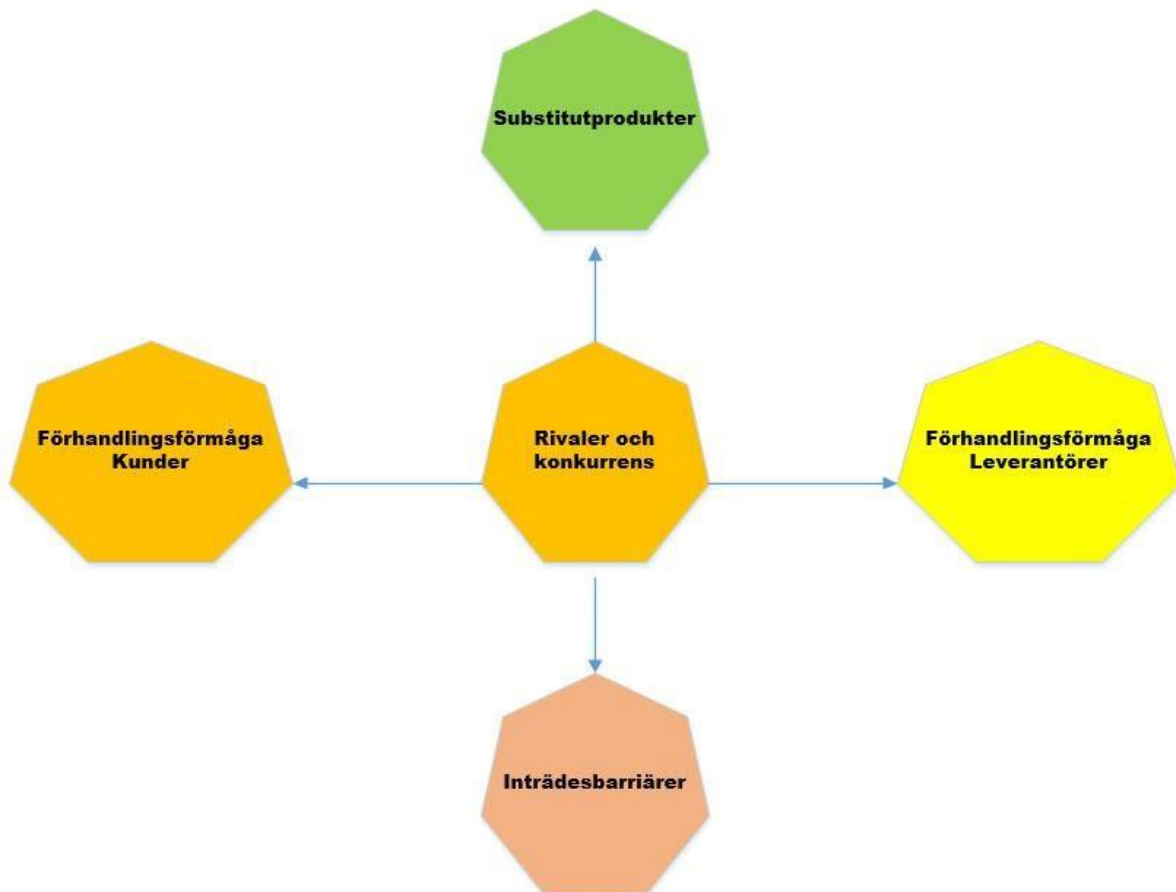 Substitutprodukter
Förhandlingsförmåga
Kunder
Rivaler och
konkurrens
Förhandlingsförmåga
Leverantörer
Inträdesbarriärer